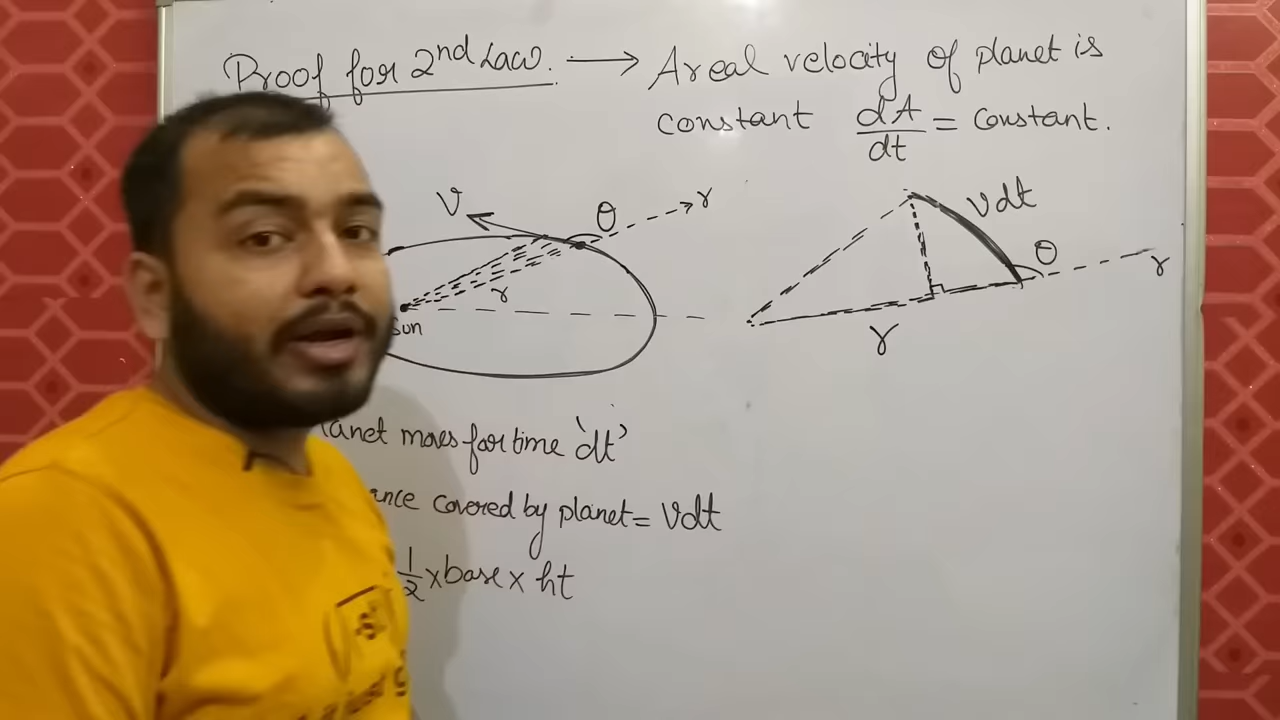 Proof for 2nd Law. → Areal velocity of planet is
constant dA/dt = constant.
v
θ
r
r
Sun
vdt
θ
r
r
lanet moves for time 'dt'
ance covered by planet = vdt
1/2 x base x ht